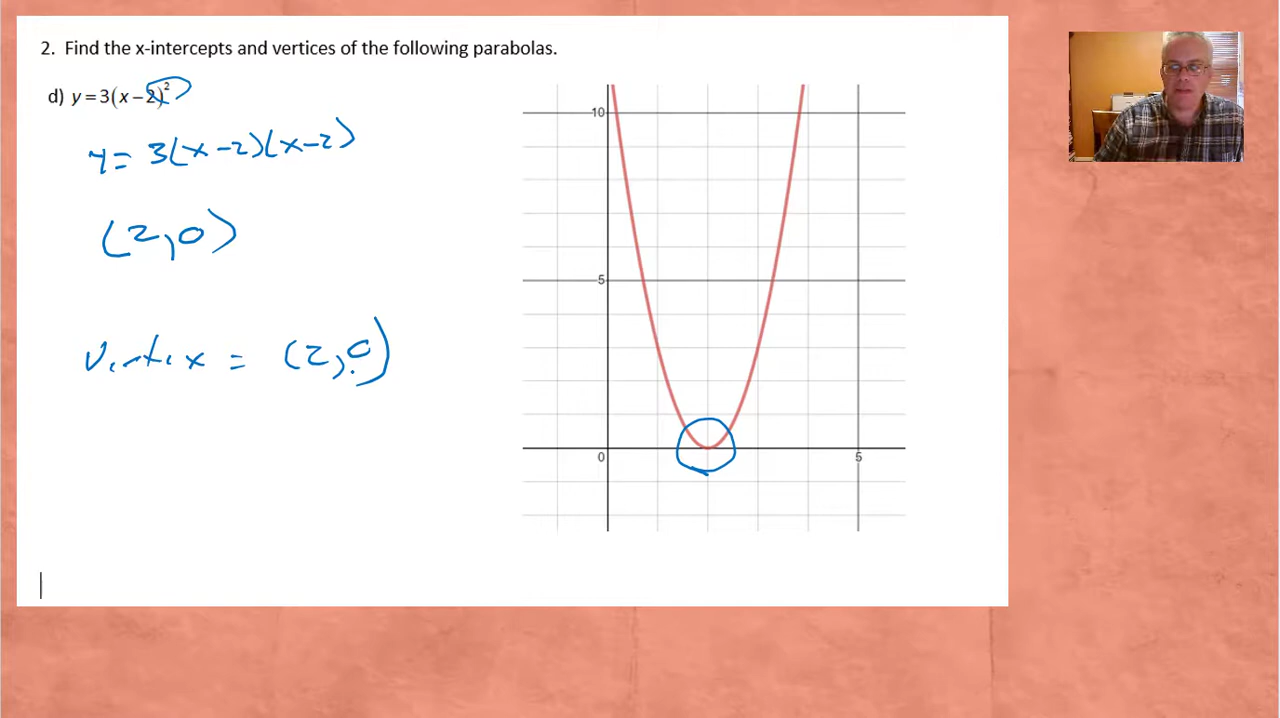 2. Find the x-intercepts and vertices of the following parabolas.
d) y=3(x−2)²
y= 3(x-2)(x-2)
(2,0)
vertex = (2,0)
10
5
0
5